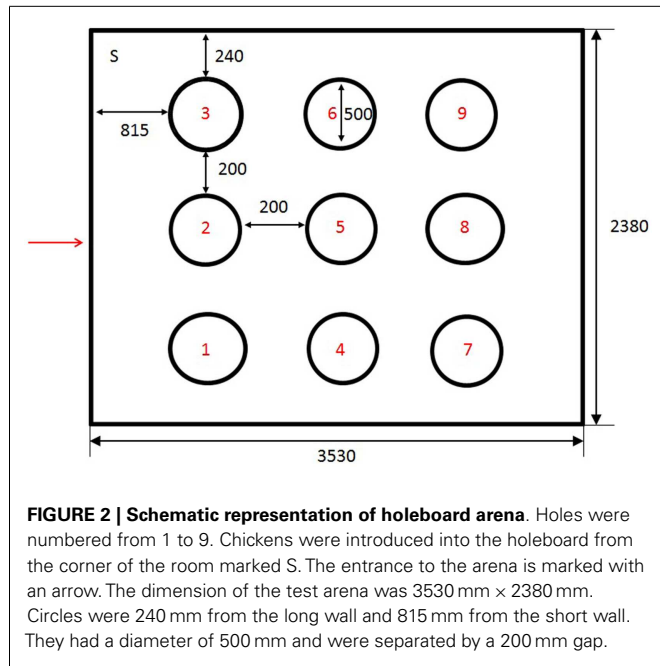 S
240
3
6
500
9
815
200
200
2
5
8
2380
1
4
7
3530
FIGURE 2 | Schematic representation of holeboard arena. Holes were
numbered from 1 to 9. Chickens were introduced into the holeboard from
the corner of the room marked S. The entrance to the arena is marked with
an arrow. The dimension of the test arena was 3530 mm × 2380 mm.
Circles were 240 mm from the long wall and 815 mm from the short wall.
They had a diameter of 500 mm and were separated by a 200 mm gap.